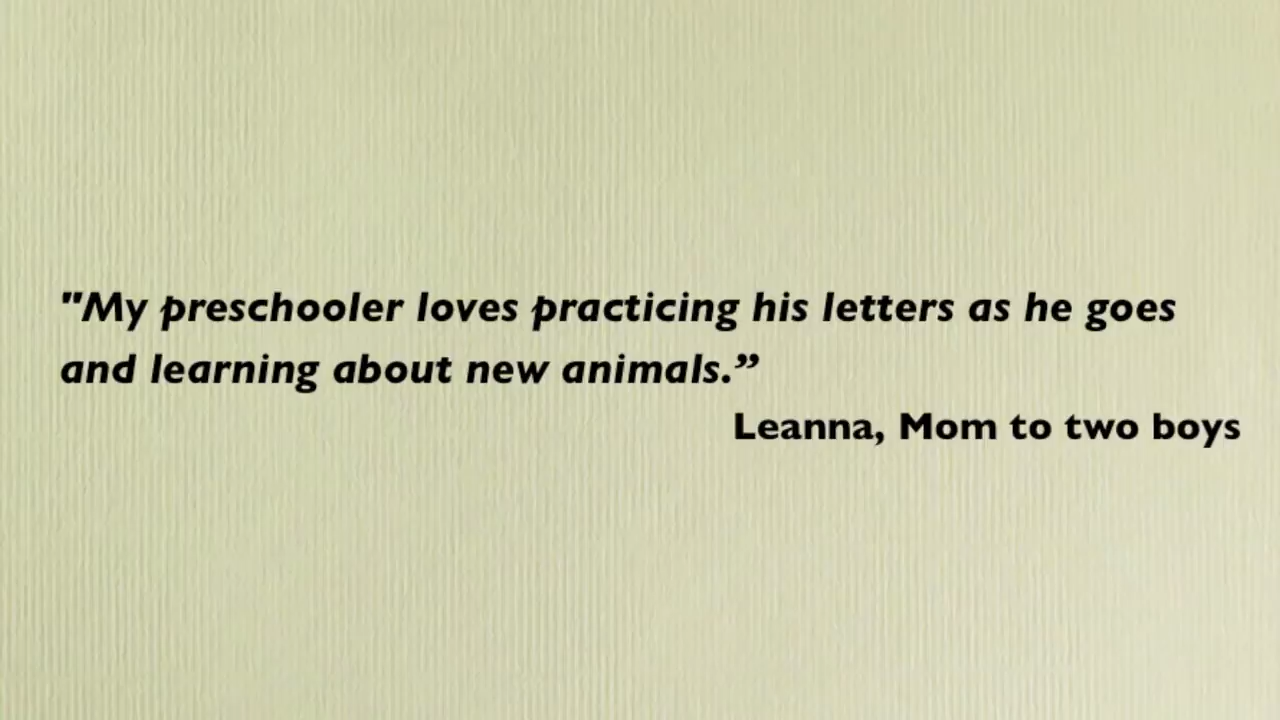 "My preschooler loves practicing his letters as he goes
and learning about new animals.”
Leanna, Mom to two boys